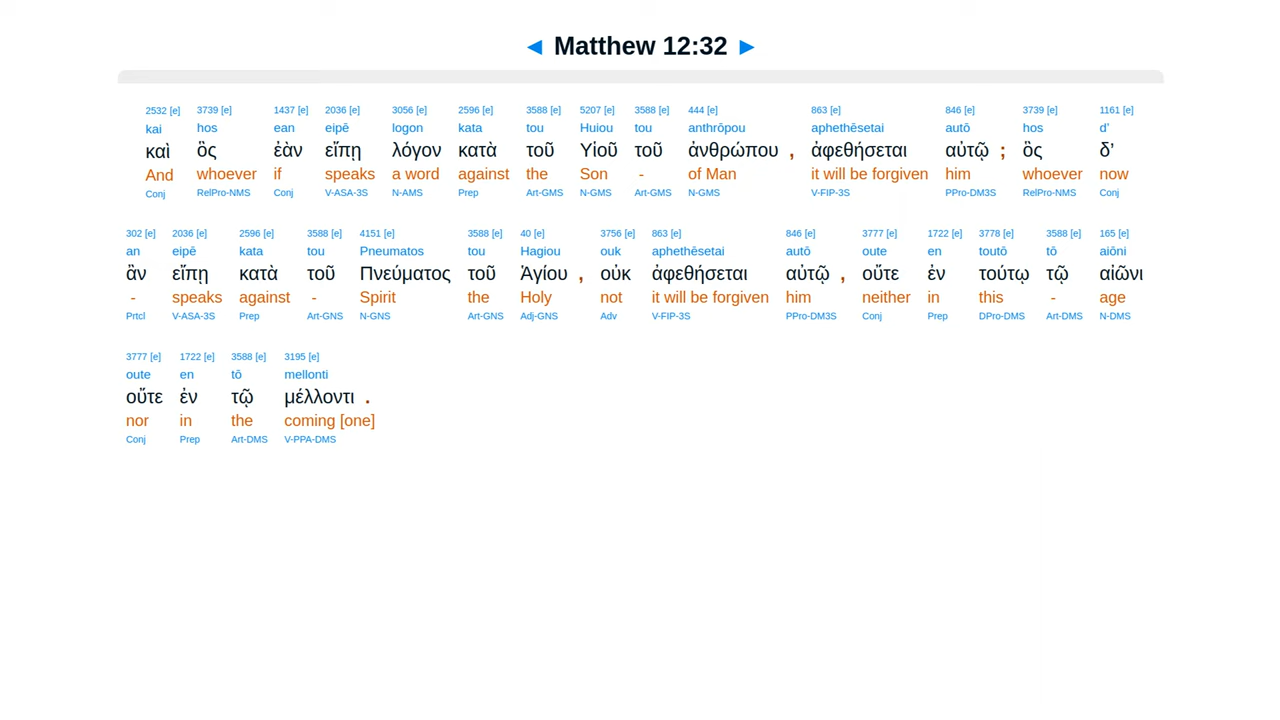 ◄ Matthew 12:32 ►
2532 [e] 3739 [e] 1437 [e] 2036 [e] 3056 [e] 2596 [e] 3588 [e] 5207 [e] 3588 [e] 444 [e] 863 [e] 846 [e] 3739 [e] 1161 [e]
kai hos ean eipē logon kata tou Huiou tou anthrōpou aphethēsetai autō hos d’
καὶ ὃς ἐὰν εἴπῃ λόγον κατὰ τοῦ Υἱοῦ τοῦ ἀνθρώπου , ἀφεθήσεται αὐτῷ ; ὃς δ’
And whoever if speaks a word against the Son - of Man it will be forgiven him whoever now
Conj RelPro-NMS Conj V-ASA-3S N-AMS Prep Art-GMS N-GMS Art-GMS N-GMS V-FIP-3S PPro-DM3S RelPro-NMS Conj
302 [e] 2036 [e] 2596 [e] 3588 [e] 4151 [e] 3588 [e] 40 [e] 3756 [e] 863 [e] 846 [e] 3777 [e] 1722 [e] 3778 [e] 3588 [e] 165 [e]
an eipē kata tou Pneumatos tou Hagiou ouk aphethēsetai autō oute en toutō tō aiōni
ἂν εἴπῃ κατὰ τοῦ Πνεύματος τοῦ Ἁγίου , οὐκ ἀφεθήσεται αὐτῷ , οὔτε ἐν τούτῳ τῷ αἰῶνι
- speaks against - Spirit the Holy not it will be forgiven him neither in this - age
Prtcl V-ASA-3S Prep Art-GNS N-GNS Art-GNS Adj-GNS Adv V-FIP-3S PPro-DM3S Conj Prep DPro-DMS Art-DMS N-DMS
3777 [e] 1722 [e] 3588 [e] 3195 [e]
oute en tō mellonti
οὔτε ἐν τῷ μέλλοντι .
nor in the coming [one]
Conj Prep Art-DMS V-PPA-DMS